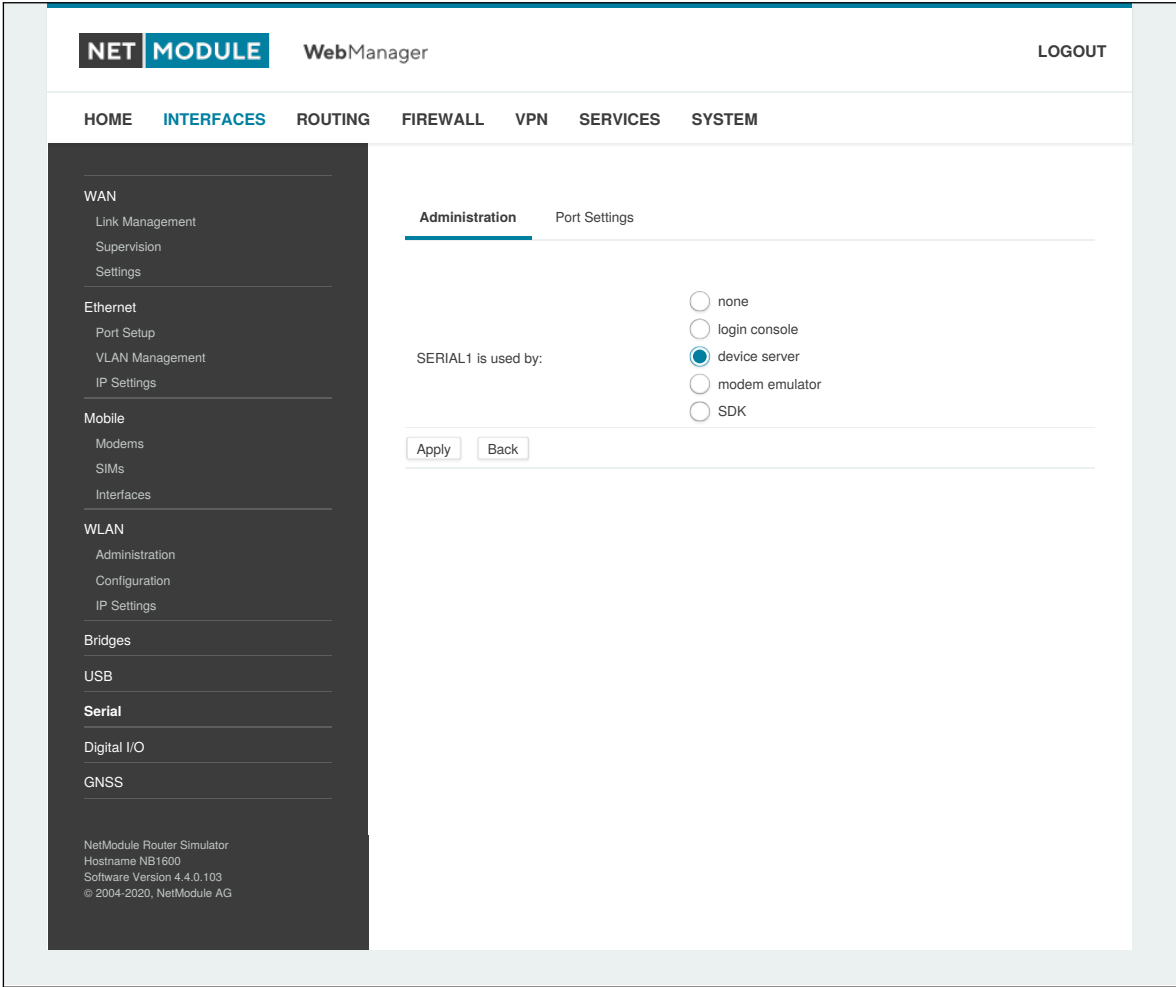 NET MODULE WebManager LOGOUT
HOME INTERFACES ROUTING FIREWALL VPN SERVICES SYSTEM
WAN
Link Management
Supervision
Settings
Ethernet
Port Setup
VLAN Management
IP Settings
Mobile
Modems
SIMs
Interfaces
WLAN
Administration
Configuration
IP Settings
Bridges
USB
Serial
Digital I/O
GNSS
NetModule Router Simulator
Hostname NB1600
Software Version 4.4.0.103
© 2004-2020, NetModule AG
Administration Port Settings
SERIAL1 is used by:
none
login console
device server
modem emulator
SDK
Apply Back